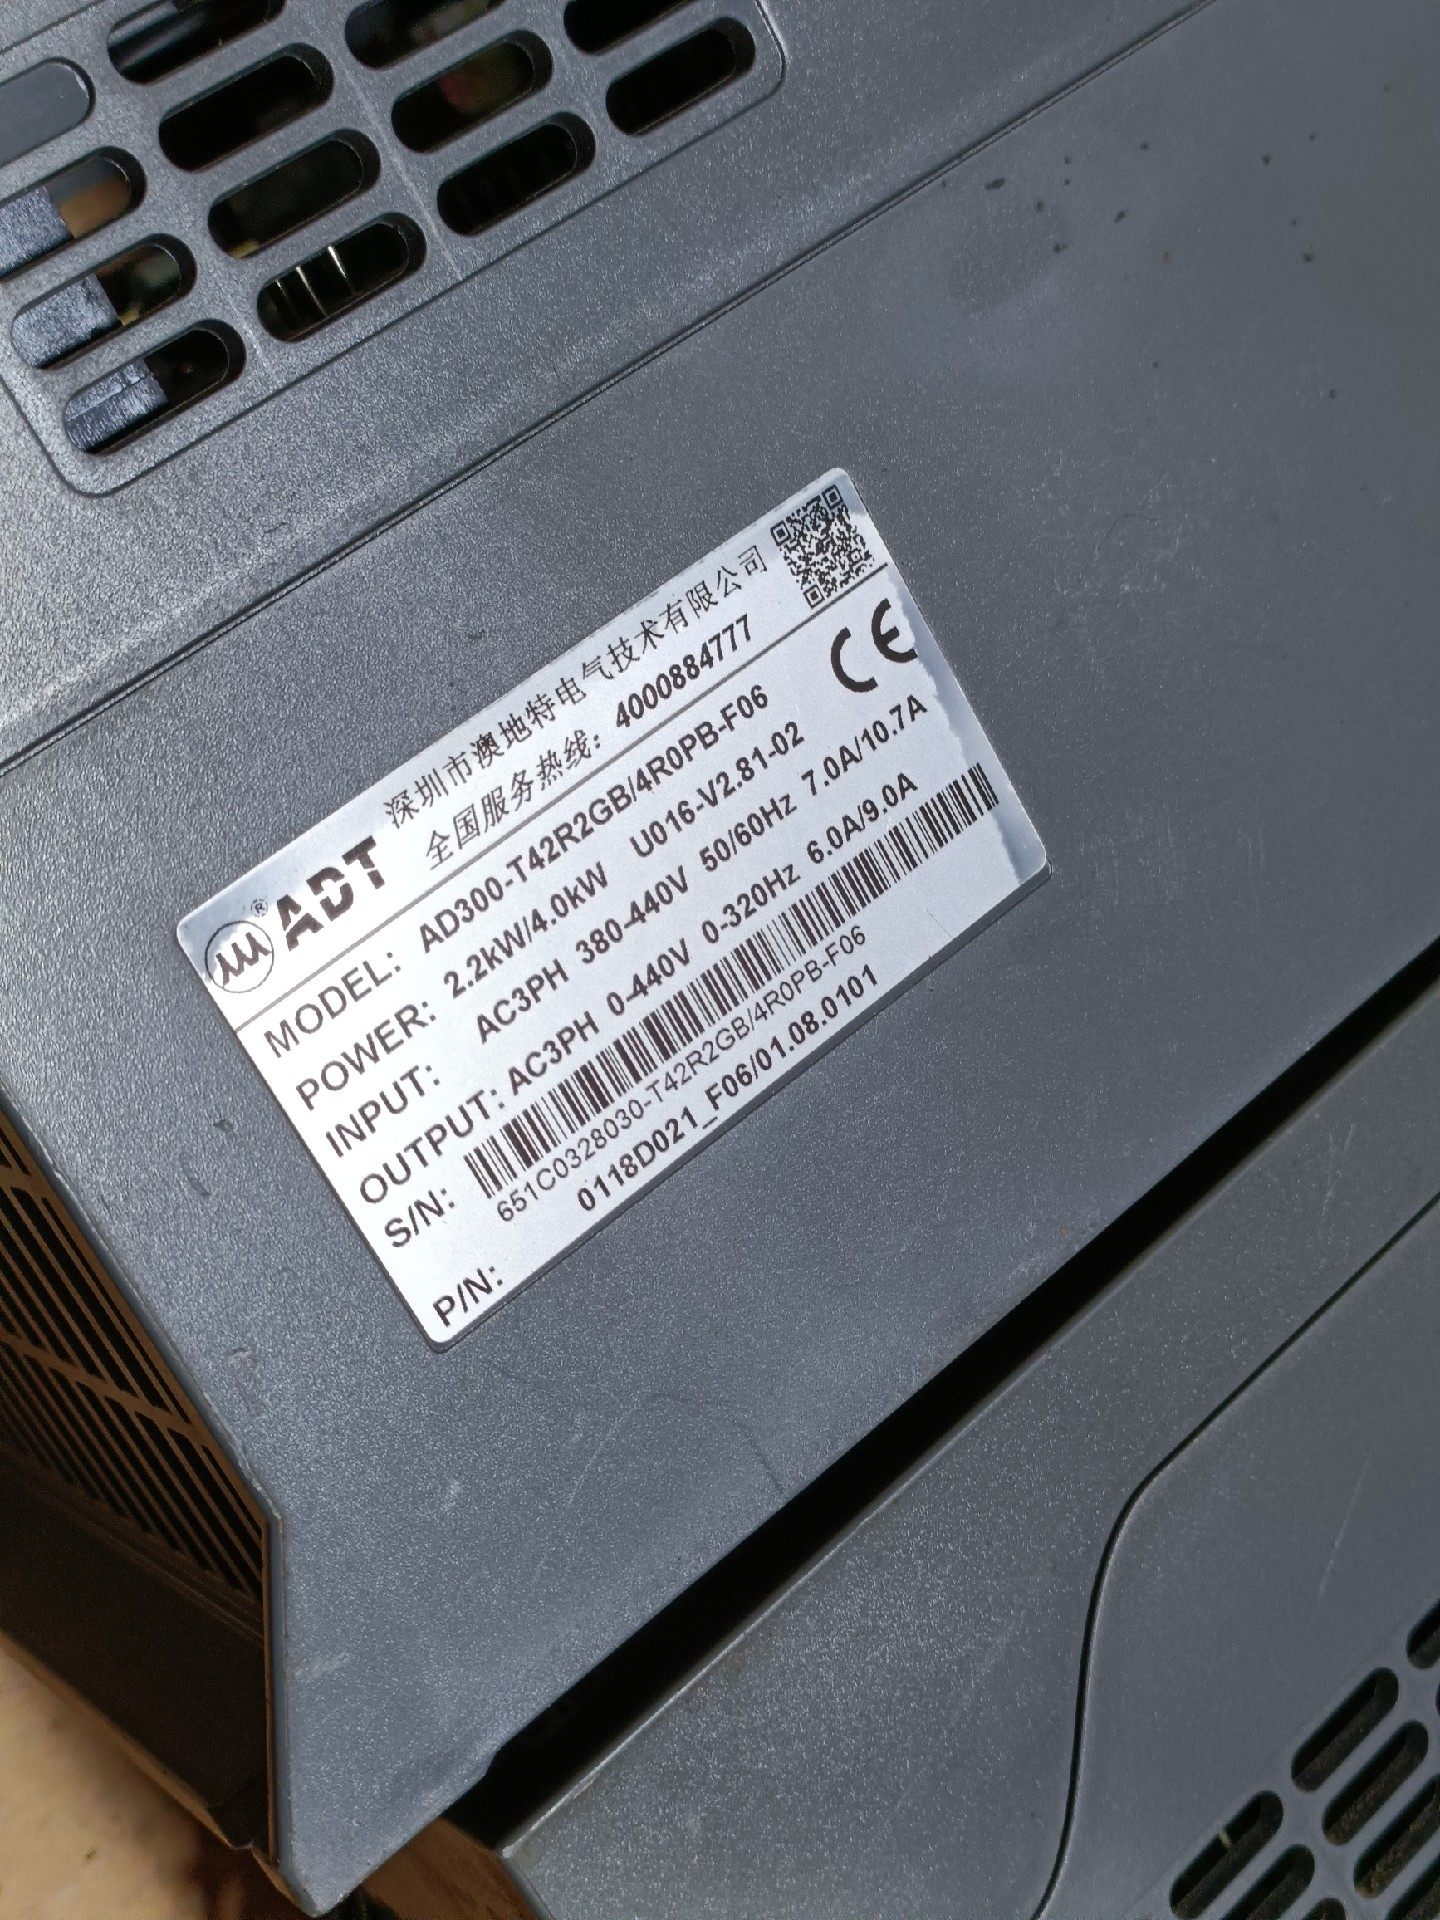 ® ADT
深圳市澳地特电气技术有限公司
全国服务热线: 4000884777
MODEL: AD300-T42R2GB/4R0PB-F06
POWER: 2.2kW/4.0kW U016-V2.81-02
INPUT: AC3PH 380-440V 50/60Hz 7.0A/10.7A
OUTPUT: AC3PH 0-440V 0-320Hz 6.0A/9.0A
S/N:
651C0328030-T42R2GB/4R0PB-F06
P/N: 0118D021_F06/01.08.0101
CE